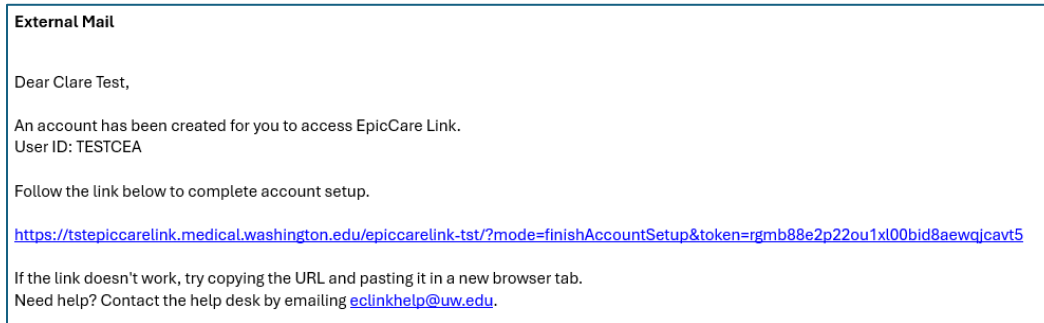 External Mail
Dear Clare Test,
An account has been created for you to access EpicCare Link.
User ID: TESTCEA
Follow the link below to complete account setup.
https://tstepiccarelink.medical.washington.edu/epiccarelink-tst/?mode=finishAccountSetup&token=rgmb88e2p22ou1xl00bid8aewqjcavt5
If the link doesn't work, try copying the URL and pasting it in a new browser tab.
Need help? Contact the help desk by emailing eclinkhelp@uw.edu.